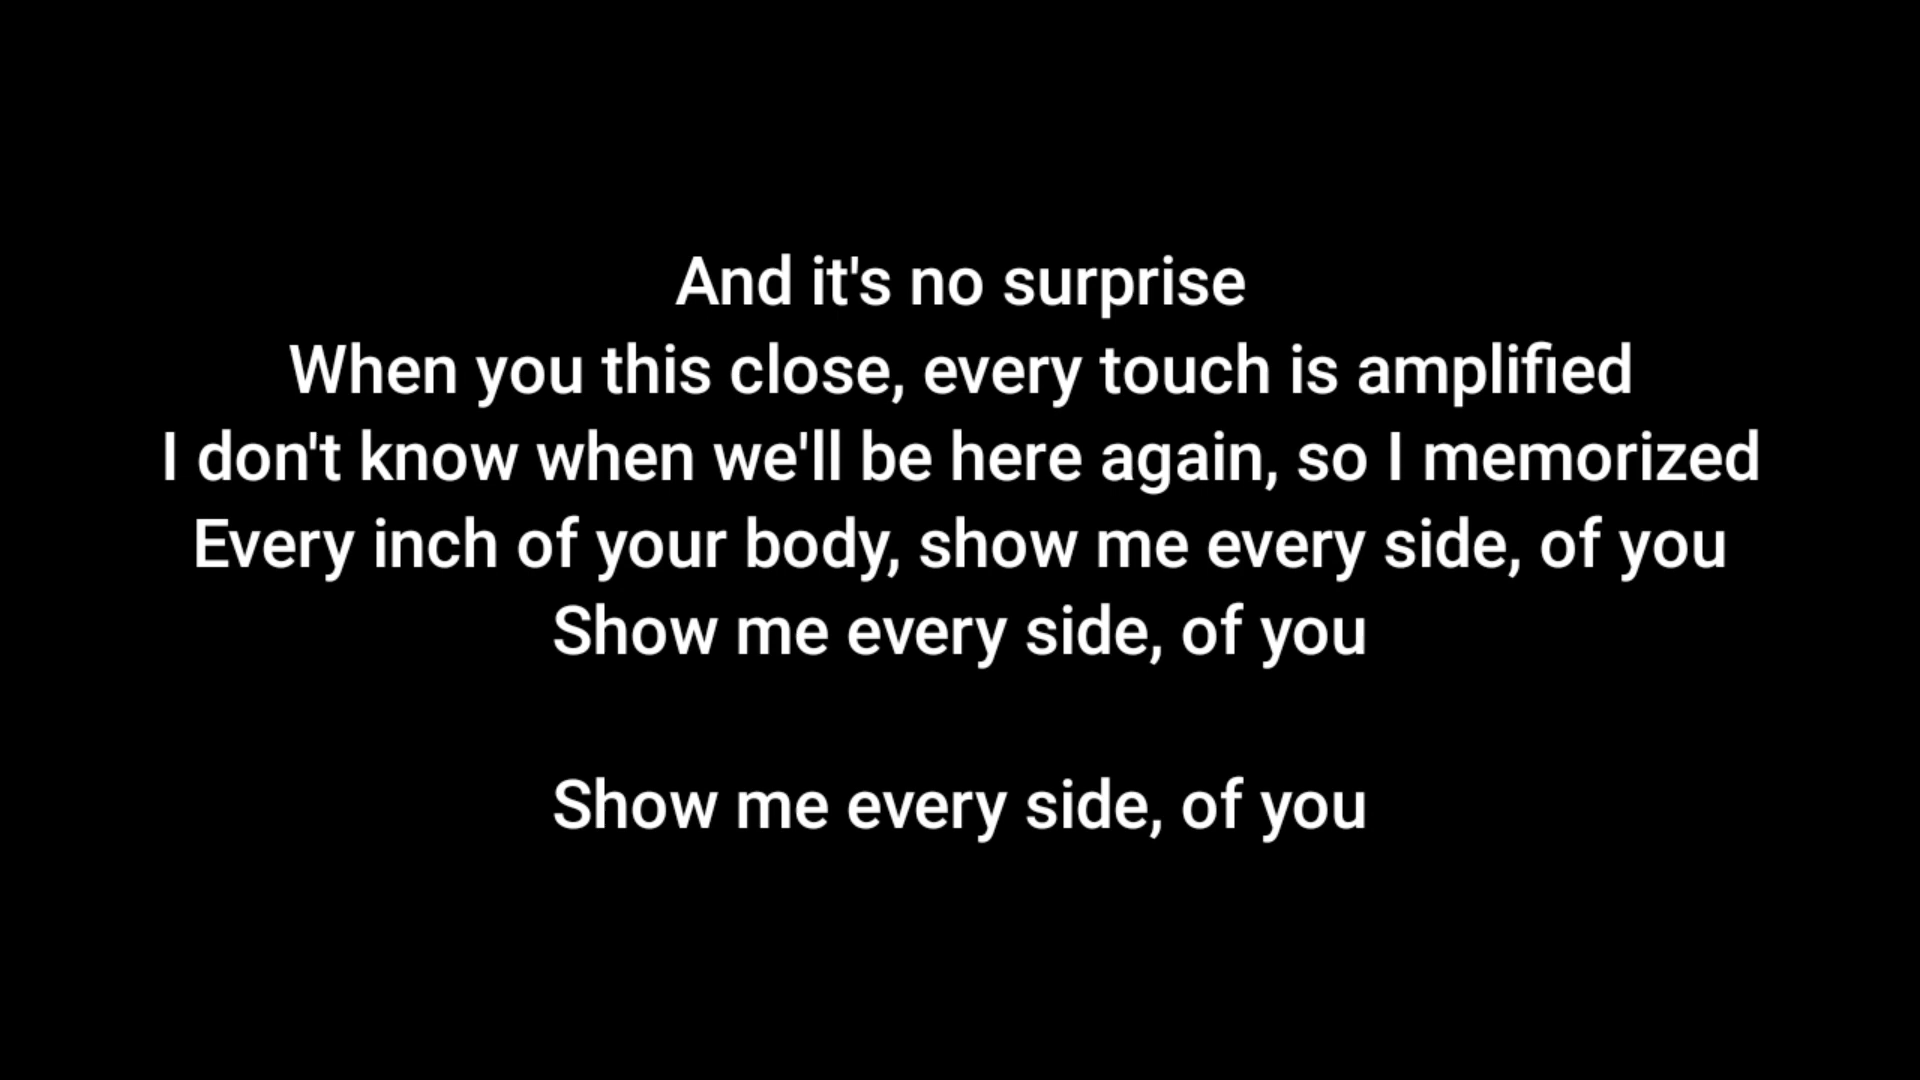 And it's no surprise
When you this close, every touch is amplified
I don't know when we'll be here again, so I memorized
Every inch of your body, show me every side, of you
Show me every side, of you
Show me every side, of you